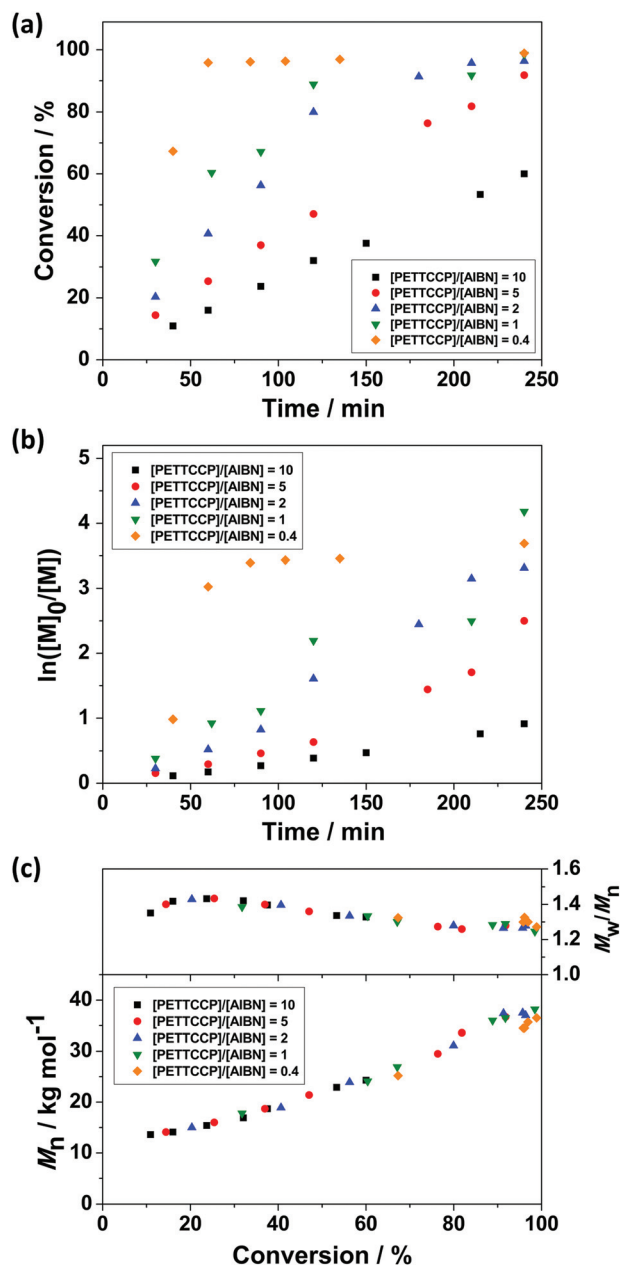 (a)
100
80
60
40
20
0
Conversion / %
[PETTCCP]/[AIBN] = 10
[PETTCCP]/[AIBN] = 5
[PETTCCP]/[AIBN] = 2
[PETTCCP]/[AIBN] = 1
[PETTCCP]/[AIBN] = 0.4
0 50 100 150 200 250
Time / min
(b)
5
4
3
2
1
0
ln([M]0/[M])
[PETTCCP]/[AIBN] = 10
[PETTCCP]/[AIBN] = 5
[PETTCCP]/[AIBN] = 2
[PETTCCP]/[AIBN] = 1
[PETTCCP]/[AIBN] = 0.4
0 50 100 150 200 250
Time / min
(c)
1.6
1.4
1.2
1.0
Mw/Mn
40
30
20
10
0
Mn / kg mol⁻¹
[PETTCCP]/[AIBN] = 10
[PETTCCP]/[AIBN] = 5
[PETTCCP]/[AIBN] = 2
[PETTCCP]/[AIBN] = 1
[PETTCCP]/[AIBN] = 0.4
0 20 40 60 80 100
Conversion / %